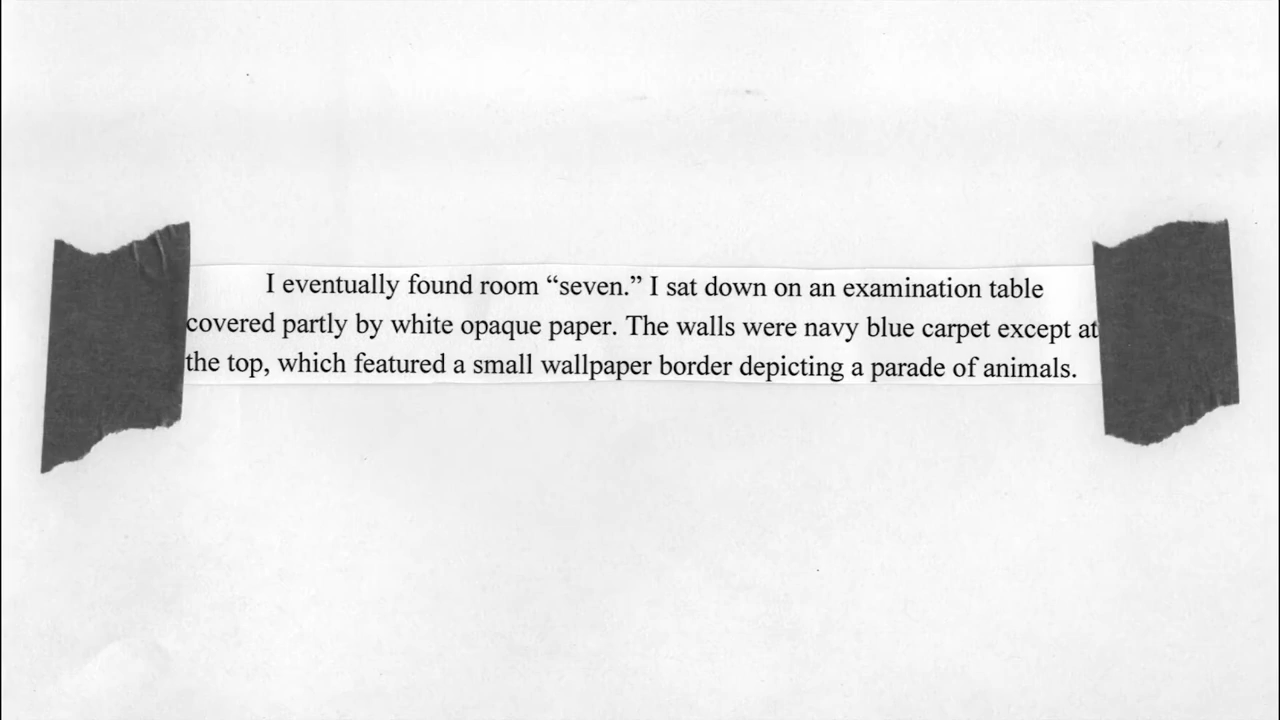 I eventually found room “seven.” I sat down on an examination table
covered partly by white opaque paper. The walls were navy blue carpet except at
the top, which featured a small wallpaper border depicting a parade of animals.